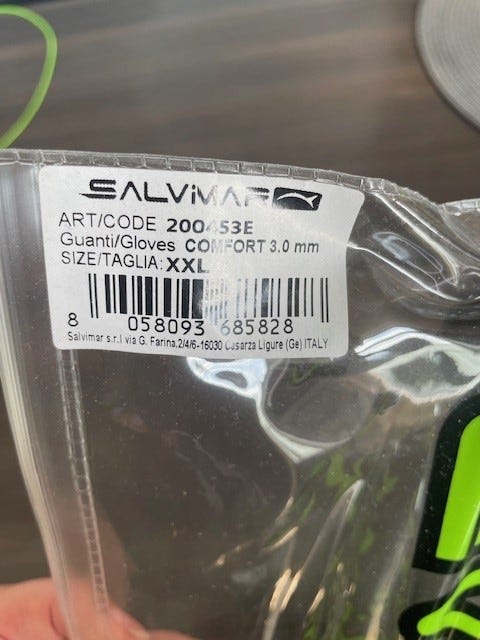 SALVIMAR
ART/CODE 200453E
Guanti/Gloves COMFORT 3.0 mm
SIZE/TAGLIA: XXL
8 058093 685828
Salvimar s.r.l via G. Farina,2/4/6-16030 Casarza Ligure (Ge) ITALY